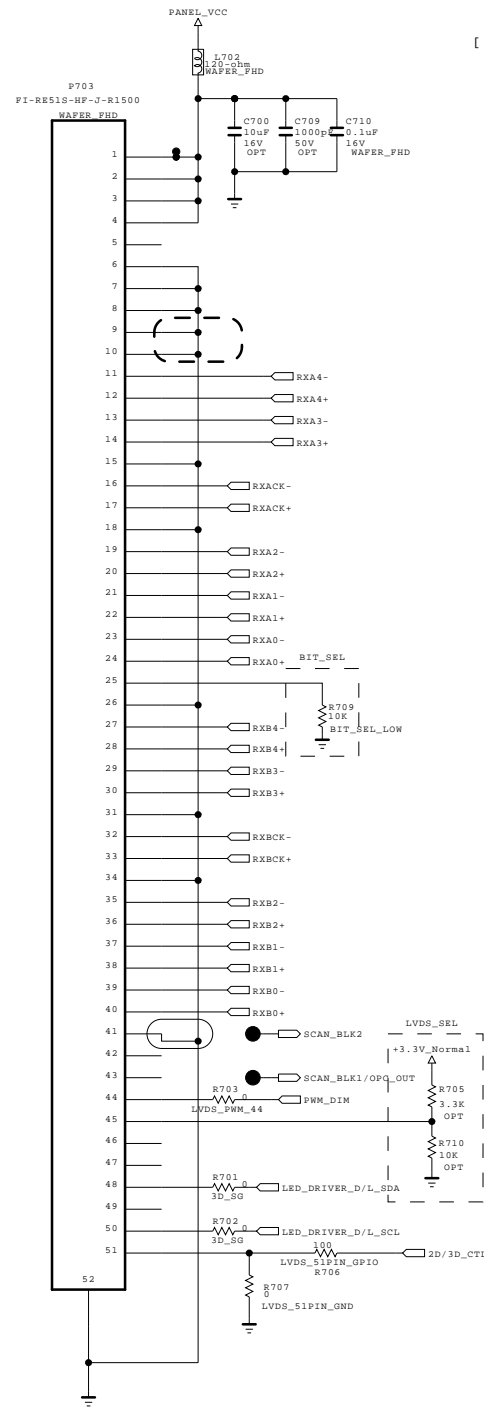 PANEL_VCC
[
L702
120-ohm
WAFER_FHD
P703
FI-RE51S-HF-J-R1500
WAFER_FHD
C700
10uF
16V
OPT
C709
1000pF
50V
OPT
C710
0.1uF
16V
WAFER_FHD
1
2
3
4
5
6
7
8
9
10
11 RXA4-
12 RXA4+
13 RXA3-
14 RXA3+
15
16 RXACK-
17 RXACK+
18
19 RXA2-
20 RXA2+
21 RXA1-
22 RXA1+
23 RXA0-
24 RXA0+
BIT_SEL
25
R709
10K
BIT_SEL_LOW
26
27 RXB4-
28 RXB4+
29 RXB3-
30 RXB3+
31
32 RXBCK-
33 RXBCK+
34
35 RXB2-
36 RXB2+
37 RXB1-
38 RXB1+
39 RXB0-
40 RXB0+
41 SCAN_BLK2
LVDS_SEL
+3.3V_Normal
R705
3.3K
OPT
R710
10K
OPT
42
43 SCAN_BLK1/OPC_OUT
44 R703 0 PWM_DIM
LVDS_PWM_44
45
46
47
48 R701 0 LED_DRIVER_D/L_SDA
3D_SG
49
50 R702 0 LED_DRIVER_D/L_SCL
3D_SG
51 100 2D/3D_CTL
LVDS_51PIN_GPIO
R706
R707
0
LVDS_51PIN_GND
52